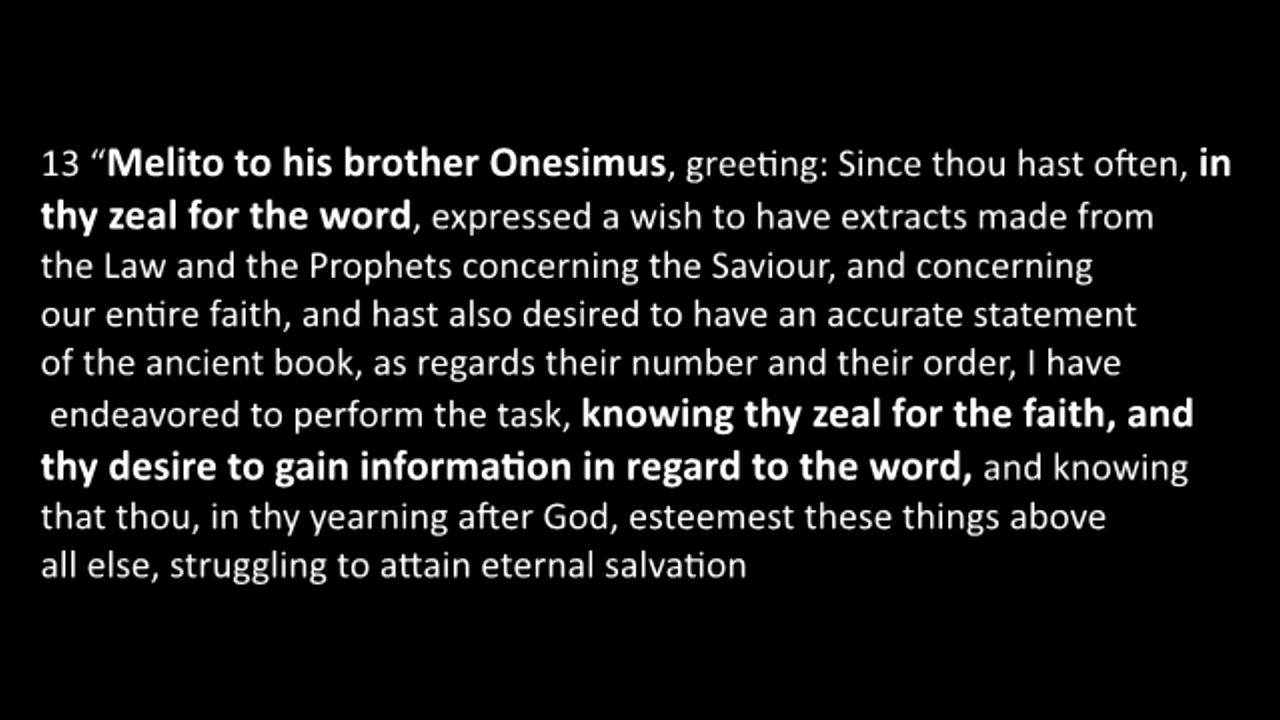 13 “Melito to his brother Onesimus, greeting: Since thou hast often, in
thy zeal for the word, expressed a wish to have extracts made from
the Law and the Prophets concerning the Saviour, and concerning
our entire faith, and hast also desired to have an accurate statement
of the ancient book, as regards their number and their order, I have
endeavored to perform the task, knowing thy zeal for the faith, and
thy desire to gain information in regard to the word, and knowing
that thou, in thy yearning after God, esteemest these things above
all else, struggling to attain eternal salvation